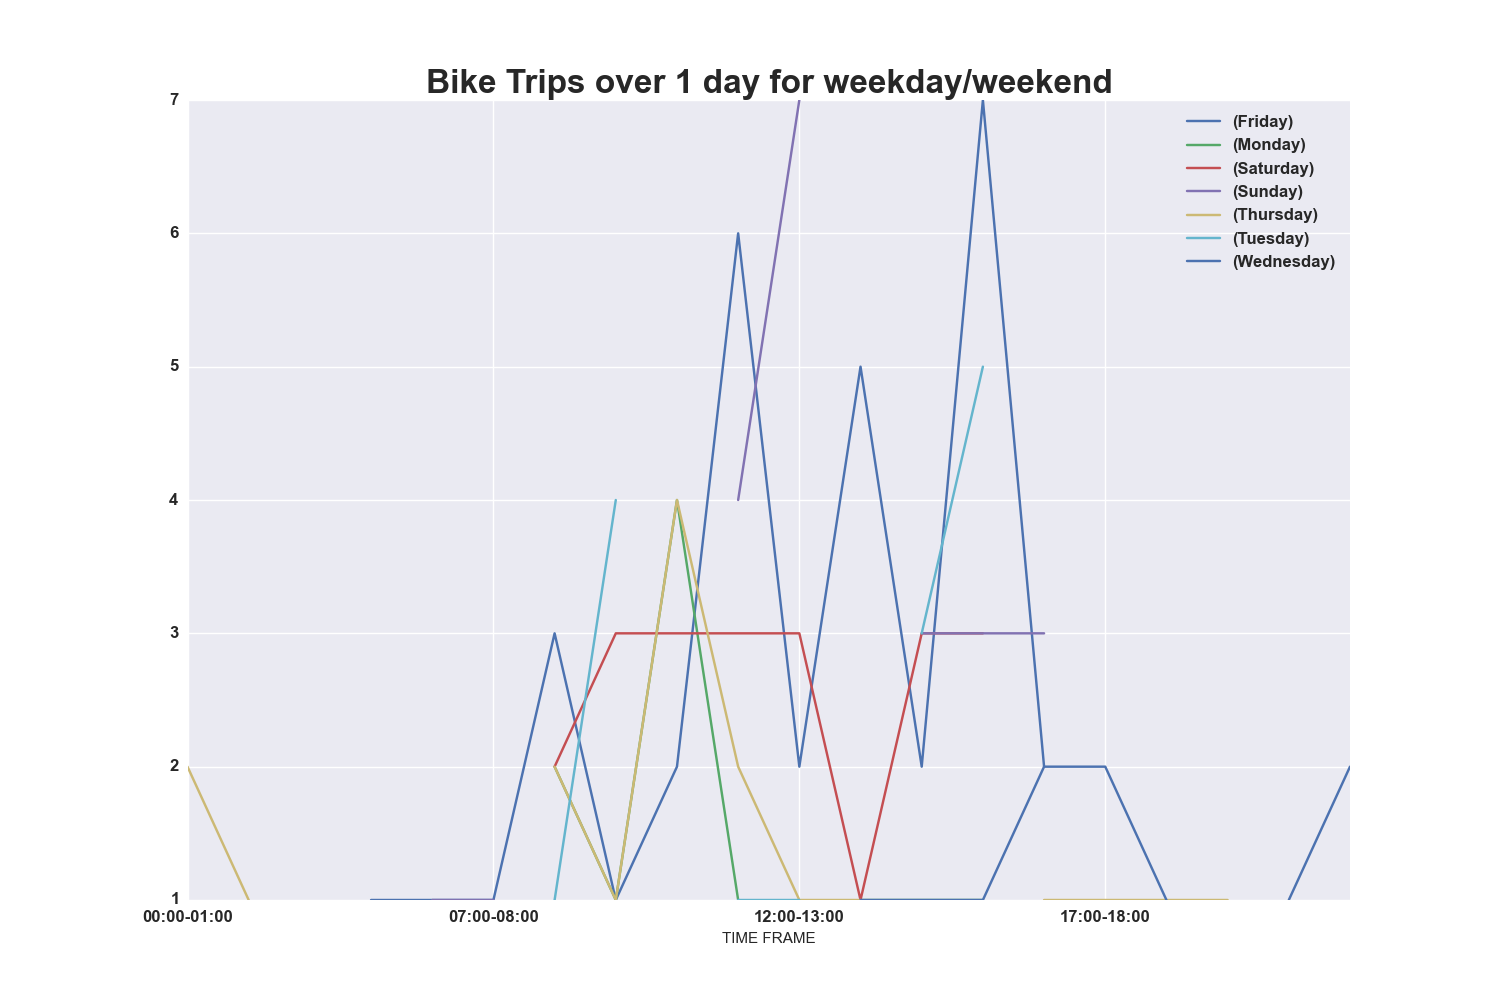 Bike Trips over 1 day for weekday/weekend
7
6
5
4
3
2
1
(Friday)
(Monday)
(Saturday)
(Sunday)
(Thursday)
(Tuesday)
(Wednesday)
00:00-01:00 07:00-08:00 12:00-13:00 17:00-18:00
TIME FRAME